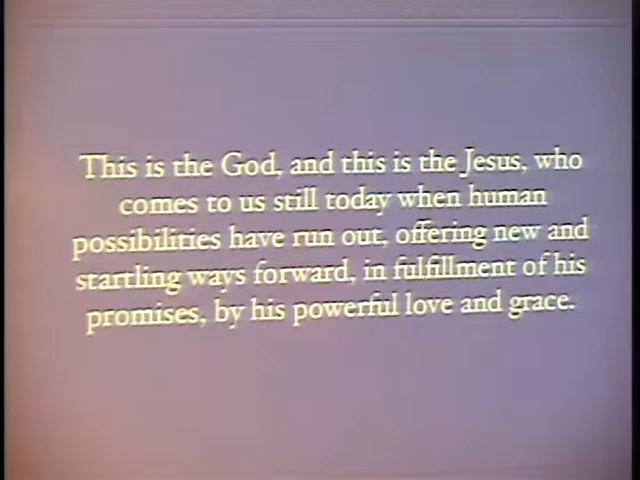 This is the God, and this is the Jesus, who
comes to us still today when human
possibilities have run out, offering new and
startling ways forward, in fulfillment of his
promises, by his powerful love and grace.